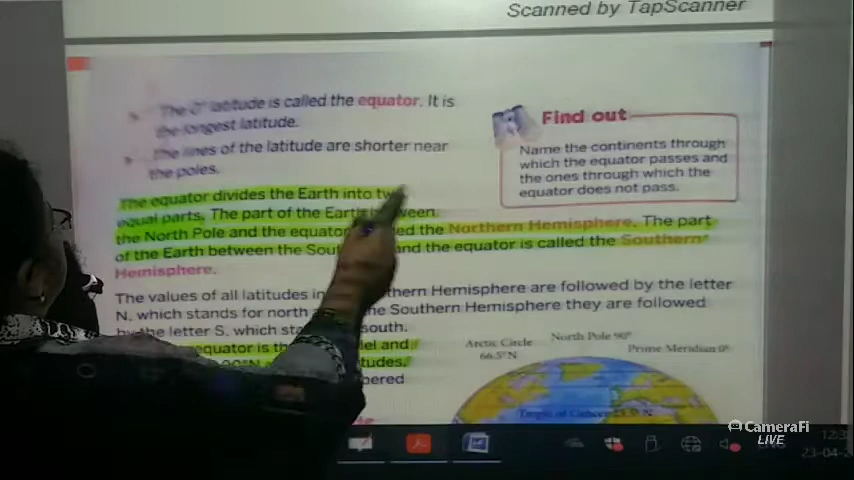 Scanned by TapScanner
The 0° latitude is called the equator. It is
the longest latitude.
The lines of the latitude are shorter near
the poles.
Find out
Name the continents through
which the equator passes and
the ones through which the
equator does not pass.
The equator divides the Earth into
equal parts. The part of the Earth
the North Pole and the equator the Northern Hemisphere. The part
of the Earth between the and the equator is called the Southern
Hemisphere.
The values of all latitudes in Hemisphere are followed by the letter
N, which stands for north Southern Hemisphere they are followed
by the letter S, which south.
equator is and
Arctic Circle
66.5°N
North Pole 90°
Prime Meridian 0°
CameraFi
LIVE